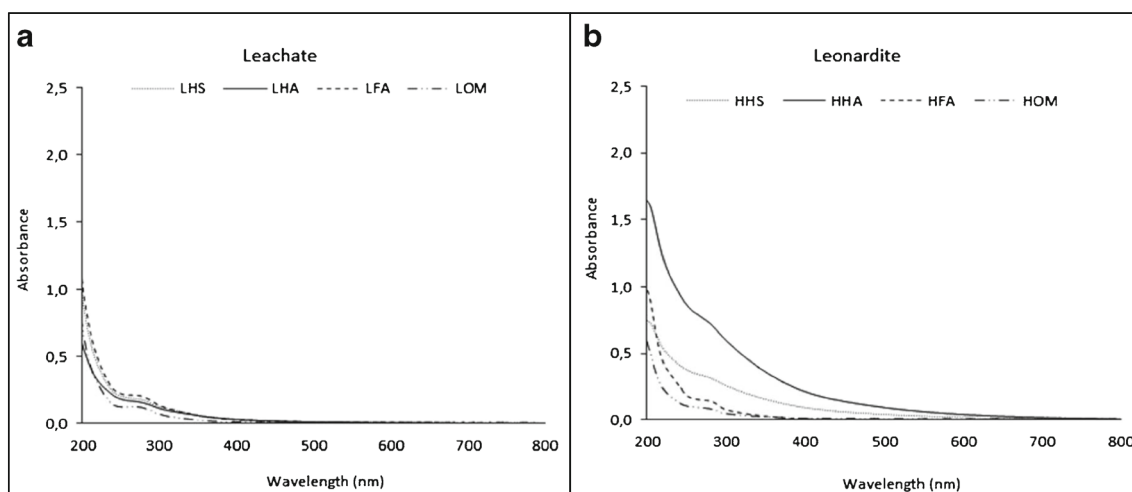 a
Leachate
LHS LHA LFA LOM
2,5
2,0
1,5
1,0
0,5
0,0
Absorbance
200 300 400 500 600 700 800
Wavelength (nm)
b
Leonardite
HHS HHA HFA HOM
2,5
2,0
1,5
1,0
0,5
0,0
Absorbance
200 300 400 500 600 700 800
Wavelength (nm)